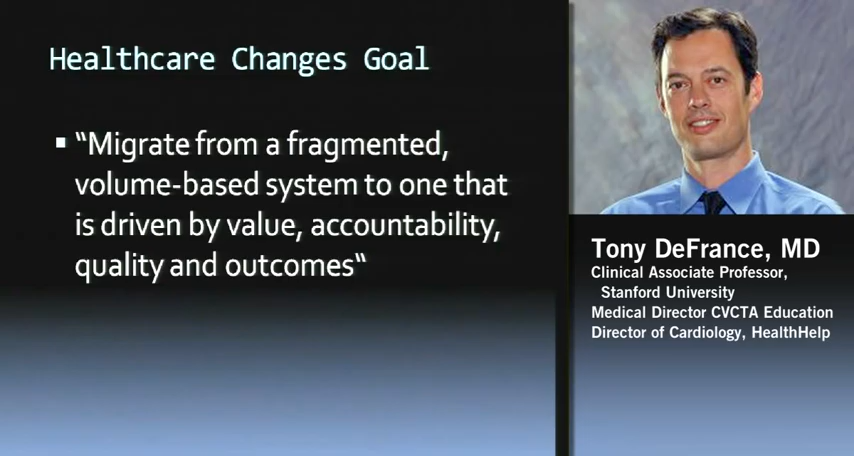 Healthcare Changes Goal
“Migrate from a fragmented,
volume-based system to one that
is driven by value, accountability,
quality and outcomes“
Tony DeFrance, MD
Clinical Associate Professor,
Stanford University
Medical Director CVCTA Education
Director of Cardiology, HealthHelp